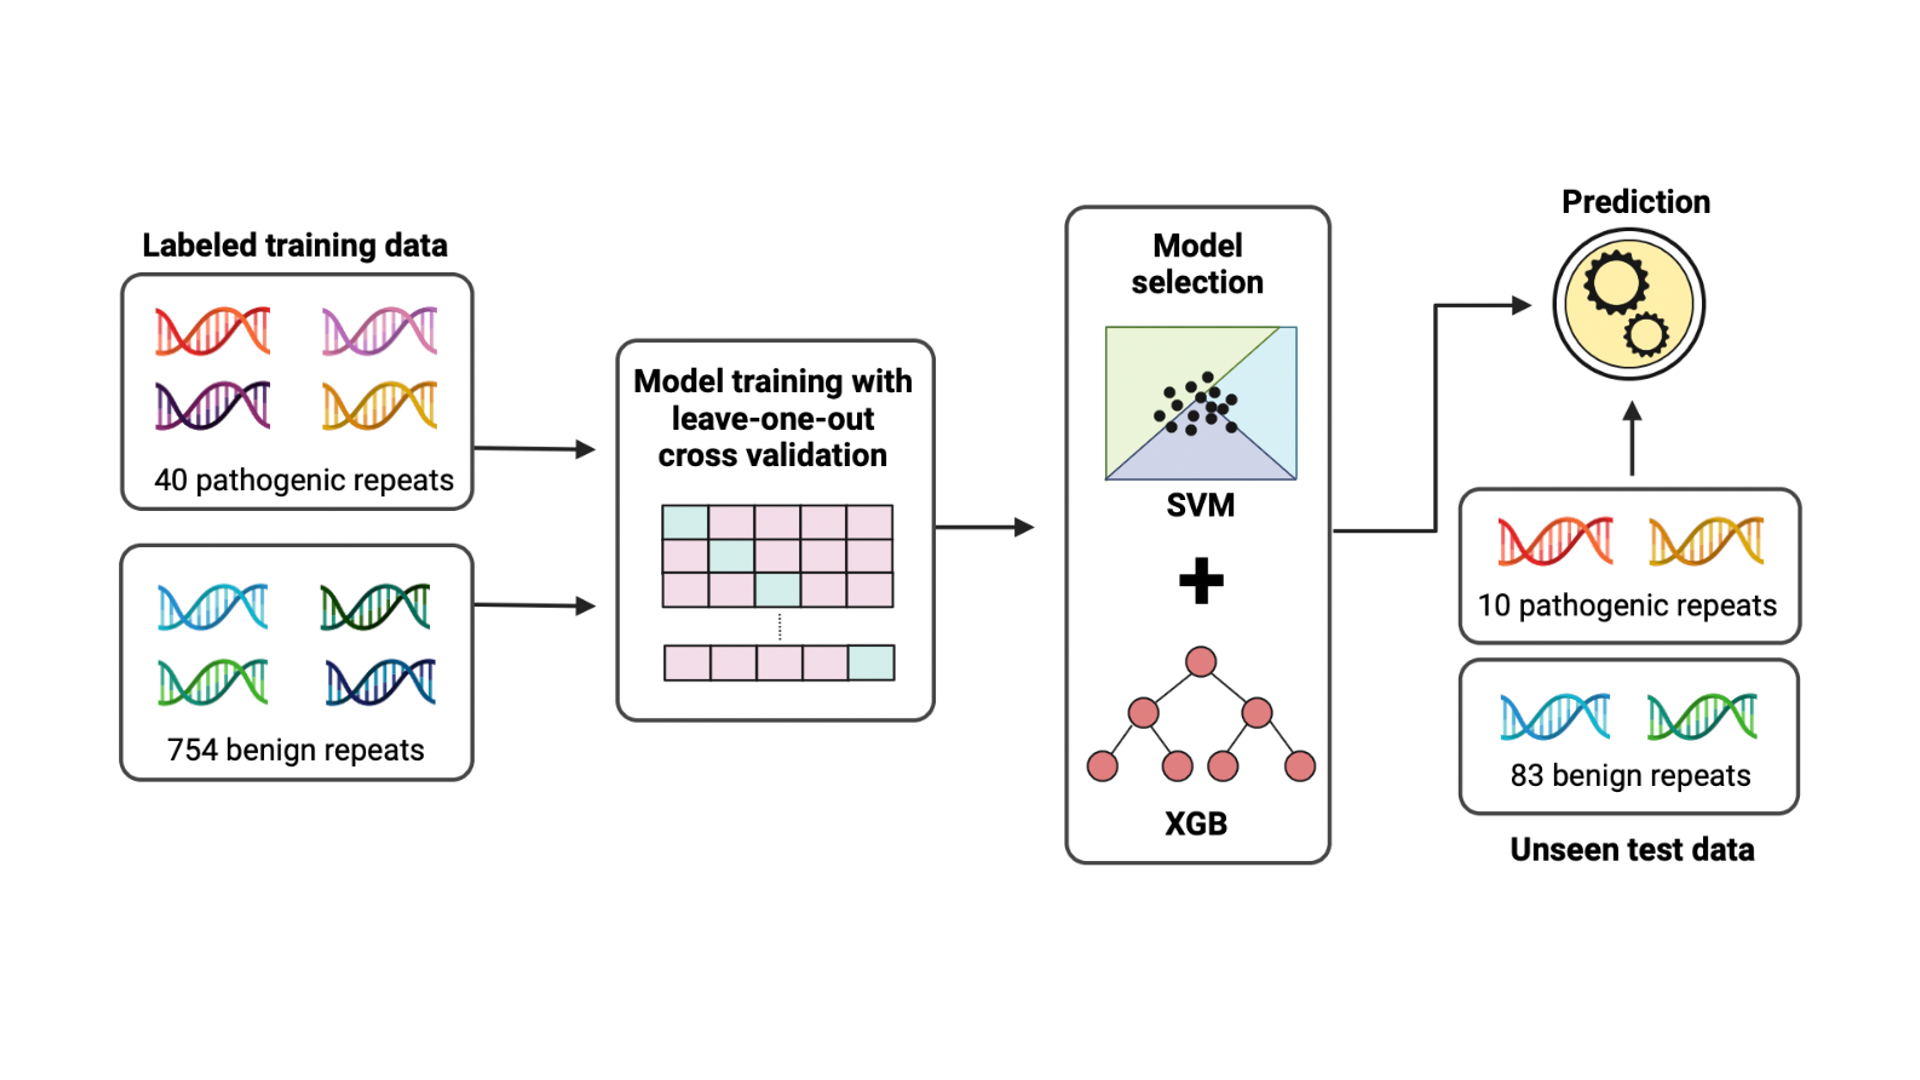 Labeled training data
40 pathogenic repeats
754 benign repeats
Model training with
leave-one-out
cross validation
Model
selection
SVM
XGB
Prediction
10 pathogenic repeats
83 benign repeats
Unseen test data